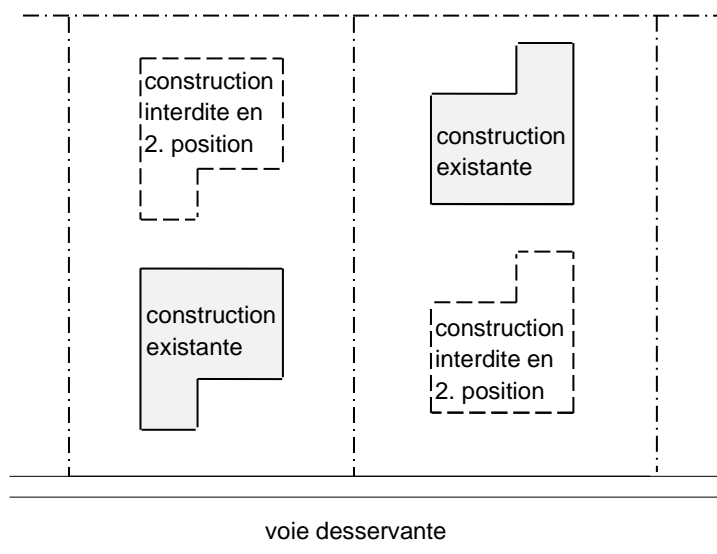 construction
interdite en
2. position
construction
existante
construction
existante
construction
interdite en
2. position
voie desservante